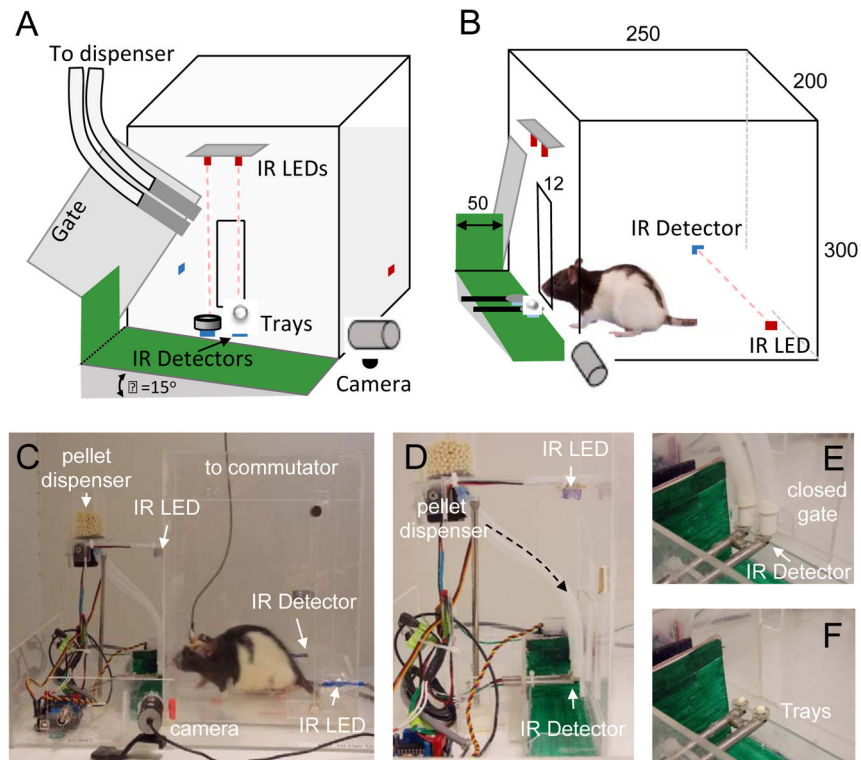 A
To dispenser
IR LEDs
Gate
Trays
IR Detectors
Camera
⍰ =15°
B
250
200
12
50
IR Detector
300
IR LED
C
pellet
dispenser
to commutator
IR LED
IR Detector
camera
IR LED
D
IR LED
pellet
dispenser
IR Detector
E
closed
gate
IR Detector
F
Trays